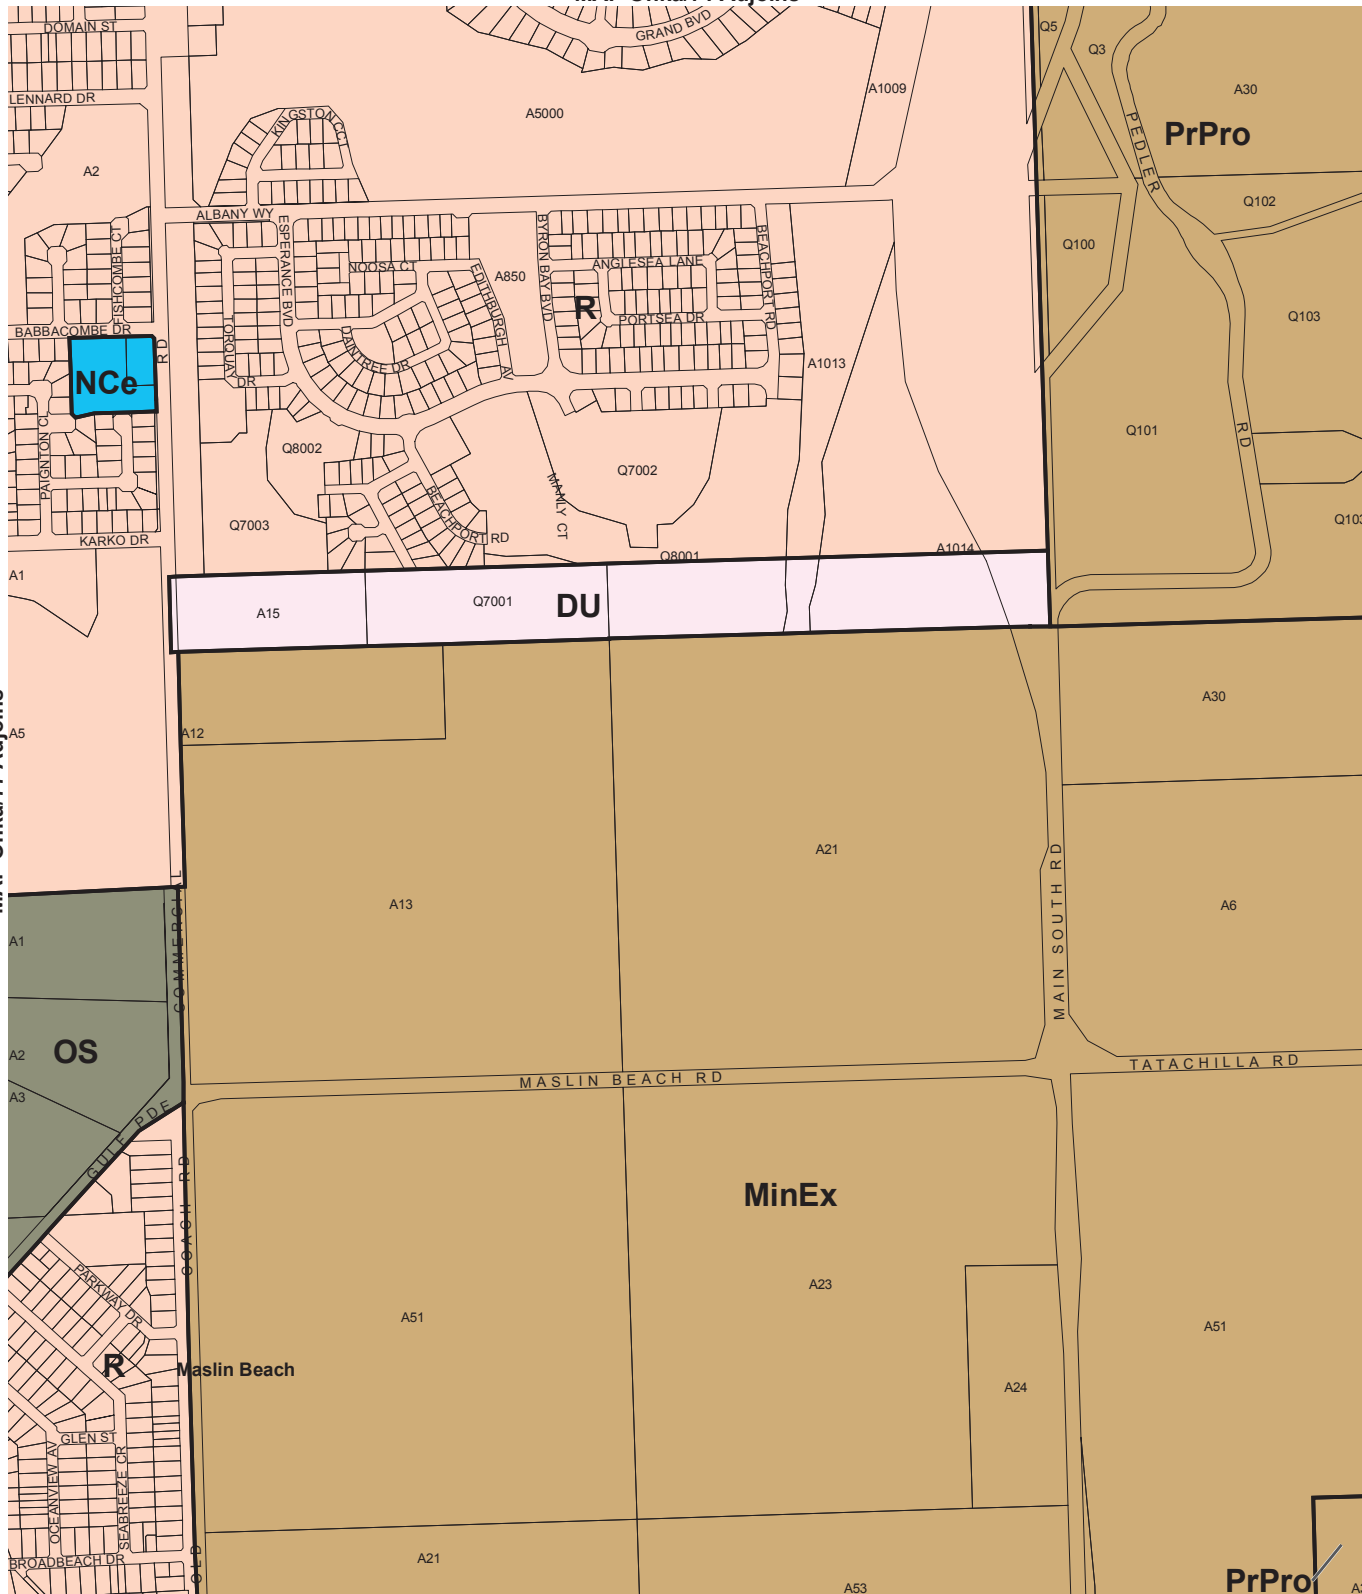 DOMAIN ST
GRAND BVD
Q5
Q3
LENNARD DR
A1009
A30
A5000
KINGSTON CCT
PEDLER
PrPro
A2
Q102
ALBANY WY
ESPERANCE BVD
BYRON BAY BVD
BEACHPORT RD
FISHCOMBE CT
Q100
NOOSA CT
EDITHBURGH AV
A850
ANGLESEA LANE
R
PORTSEA DR
Q103
BABBACOMBE DR
RD
TORQUAY DR
DAINTREE DR
A1013
NCe
PAIGNTON CL
Q8002
Q101
RD
Q7002
MANLY CT
BEACHPORT RD
Q7003
KARKO DR
Q8001
A1014
A1
A15
Q7001
DU
A30
A5
A12
A21
A13
A6
COMMERCIAL
MAIN SOUTH RD
A1
OS
A2
A3
TATACHILLA RD
MASLIN BEACH RD
GULF PDE
COACH RD
MinEx
PARKWAY DR
A23
A51
A51
R
Maslin Beach
A24
GLEN ST
OCEANVIEW AV
SEABREEZE CR
BROADBEACH DR
OLD
A21
A53
PrPro